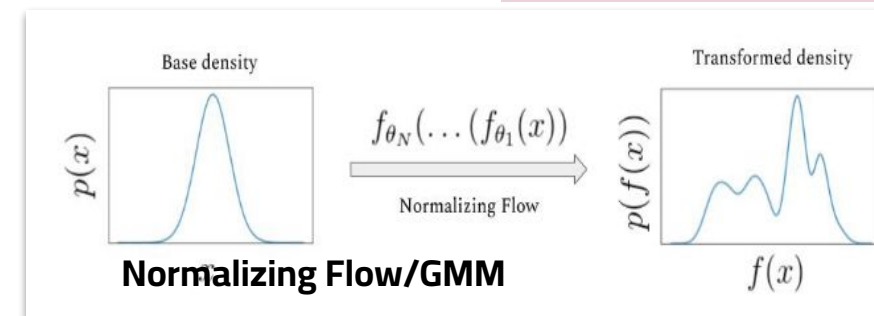 Base density
p(x)
f_{θ_N}(...(f_{θ_1}(x))
Normalizing Flow
Transformed density
p(f(x))
f(x)
Normalizing Flow/GMM